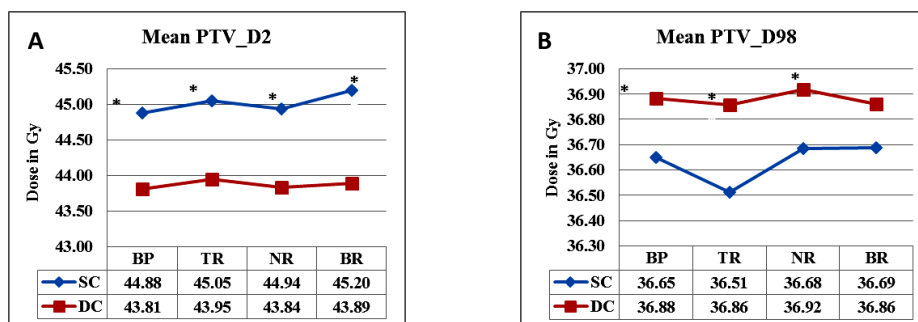 A
Mean PTV_D2
*
*
*
*
45.50
45.00
44.50
44.00
43.50
43.00
Dose in Gy
BP TR NR BR
SC 44.88 45.05 44.94 45.20
DC 43.81 43.95 43.84 43.89
B
Mean PTV_D98
*
*
*
37.00
36.90
36.80
36.70
36.60
36.50
36.40
36.30
Dose in Gy
BP TR NR BR
SC 36.65 36.51 36.68 36.69
DC 36.88 36.86 36.92 36.86